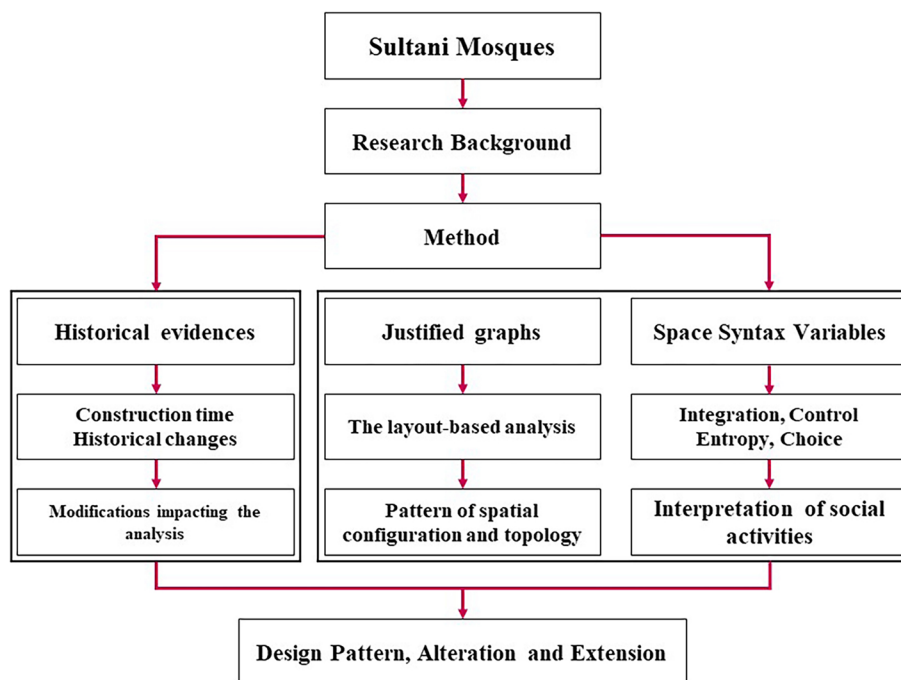 Sultani Mosques
Research Background
Method
Historical evidences
Construction time
Historical changes
Modifications impacting the
analysis
Justified graphs
The layout-based analysis
Pattern of spatial
configuration and topology
Space Syntax Variables
Integration, Control
Entropy, Choice
Interpretation of social
activities
Design Pattern, Alteration and Extension